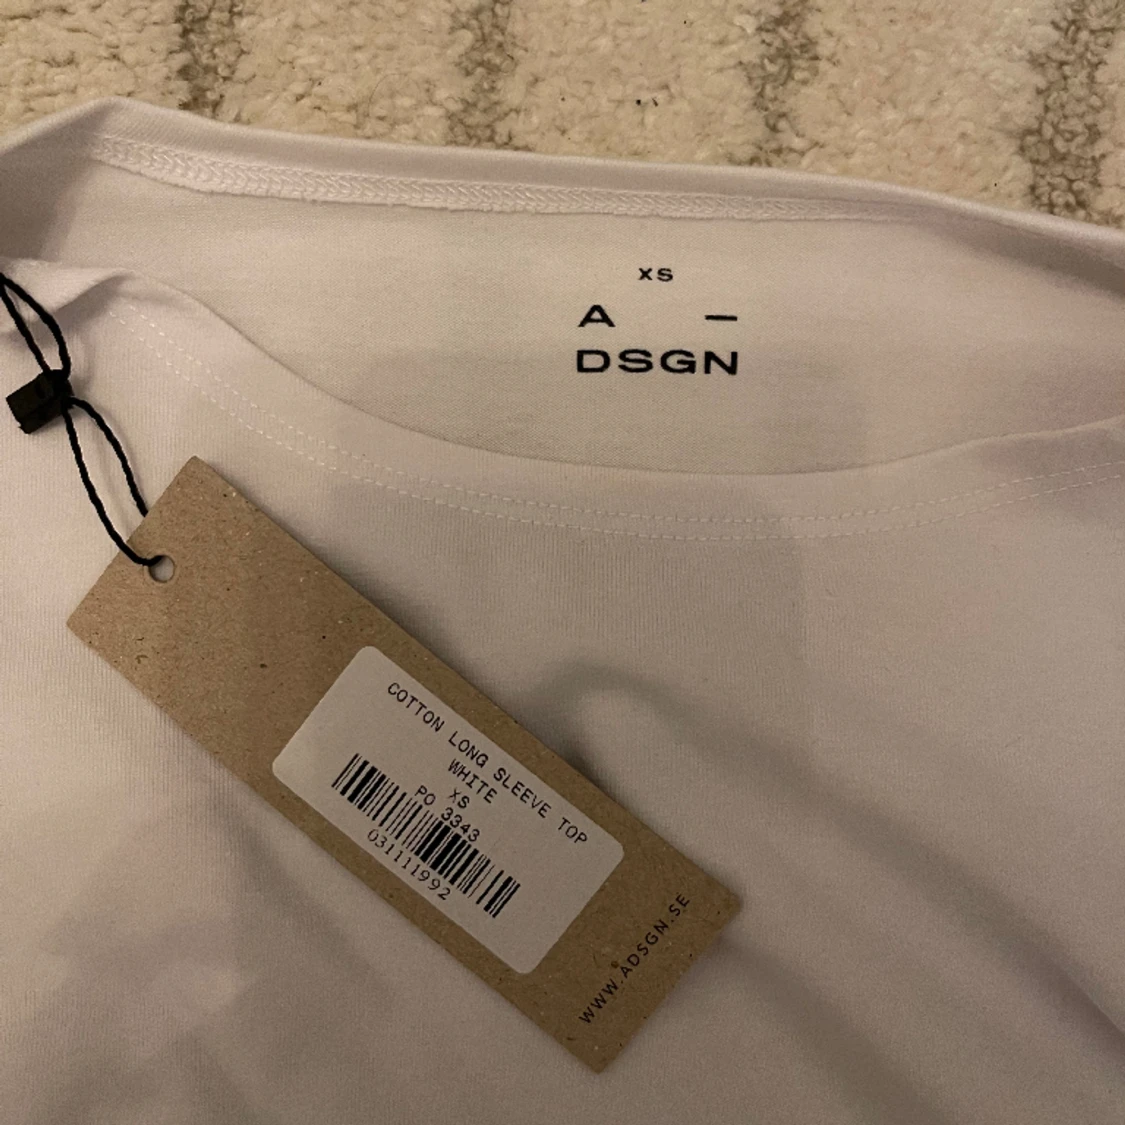 XS
A —
DSGN
COTTON LONG SLEEVE TOP
WHITE
XS
PO 3343
031111992
WWW.ADSGN.SE